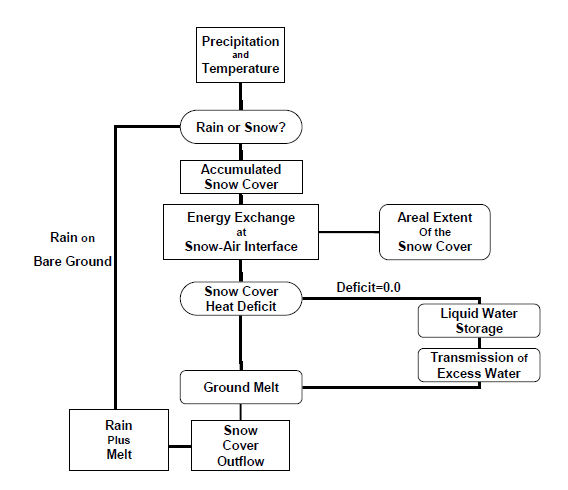 Precipitation
and
Temperature
Rain or Snow?
Accumulated
Snow Cover
Energy Exchange
at
Snow-Air Interface
Areal Extent
Of the
Snow Cover
Rain on
Bare Ground
Snow Cover
Heat Deficit
Deficit=0.0
Liquid Water
Storage
Transmission of
Excess Water
Ground Melt
Rain
Plus
Melt
Snow
Cover
Outflow